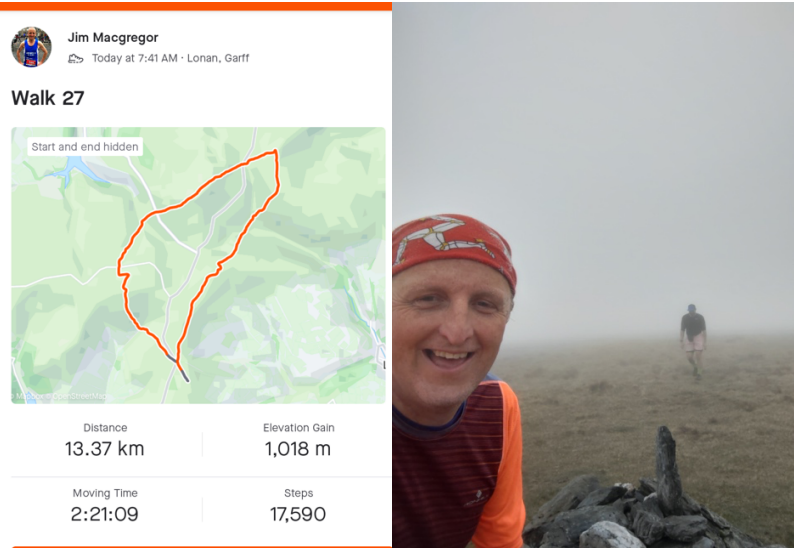 Jim Macgregor
Today at 7:41 AM · Lonan, Garff
Walk 27
Start and end hidden
© OpenStreetMap
Distance
13.37 km
Elevation Gain
1,018 m
Moving Time
2:21:09
Steps
17,590